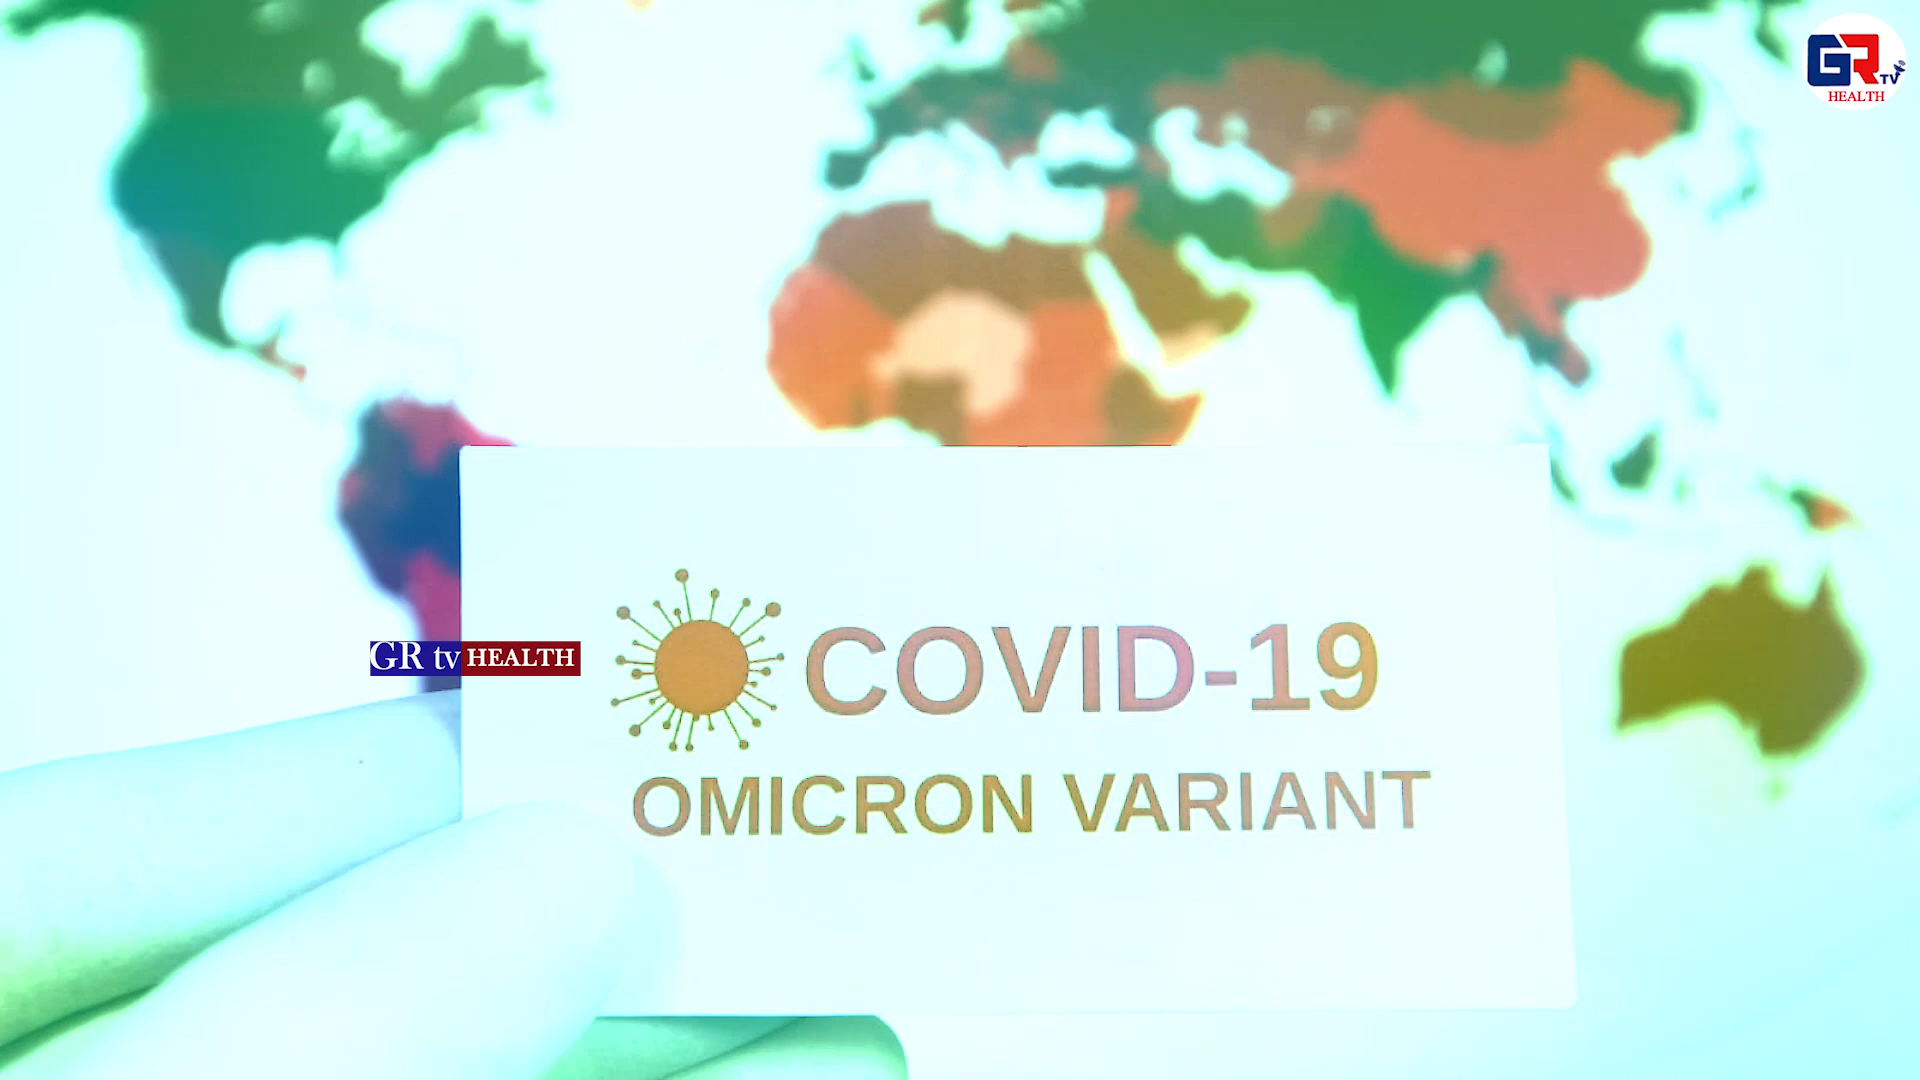 GR TV
HEALTH
GR tv HEALTH
COVID-19
OMICRON VARIANT